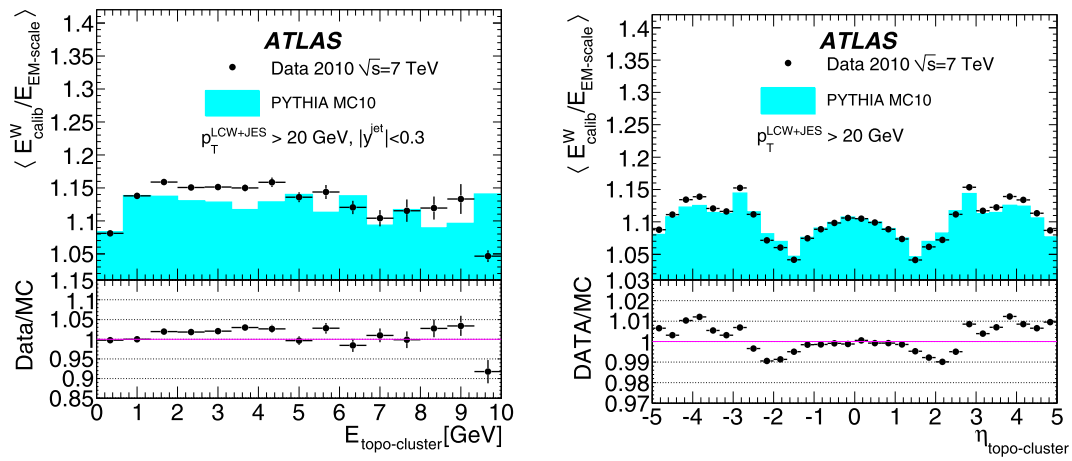 ⟨ E^W_calib/E_EM-scale ⟩
1.4
1.35
1.3
1.25
1.2
1.15
1.1
1.05
ATLAS
Data 2010 √s=7 TeV
PYTHIA MC10
p_T^LCW+JES > 20 GeV, |y^jet|<0.3
Data/MC
1.15
1.1
1.05
1
0.95
0.9
0.85
0 1 2 3 4 5 6 7 8 9 10
E_topo-cluster[GeV]
⟨ E^W_calib/E_EM-scale ⟩
1.4
1.35
1.3
1.25
1.2
1.15
1.1
1.05
ATLAS
Data 2010 √s=7 TeV
PYTHIA MC10
p_T^LCW+JES > 20 GeV
DATA/MC
1.03
1.02
1.01
1
0.99
0.98
0.97
-5 -4 -3 -2 -1 0 1 2 3 4 5
η_topo-cluster